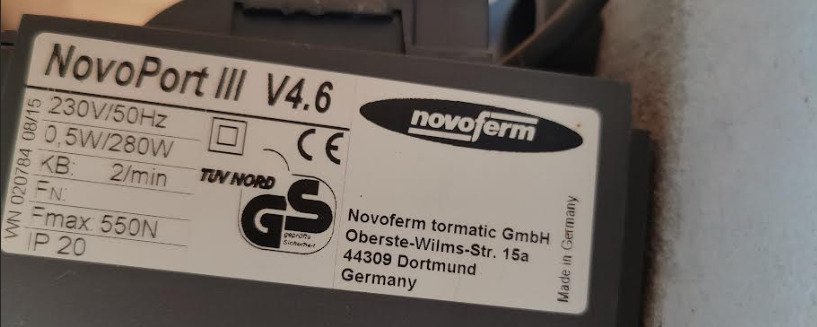 NovoPort III V4.6
230V/50Hz
0,5W/280W
KB: 2/min
FN:
Fmax: 550N
IP 20
WN 020784 08/15
CE
TÜV NORD
GS
geprüfte
Sicherheit
novoferm
Novoferm tormatic GmbH
Oberste-Wilms-Str. 15a
44309 Dortmund
Germany
Made in Germany